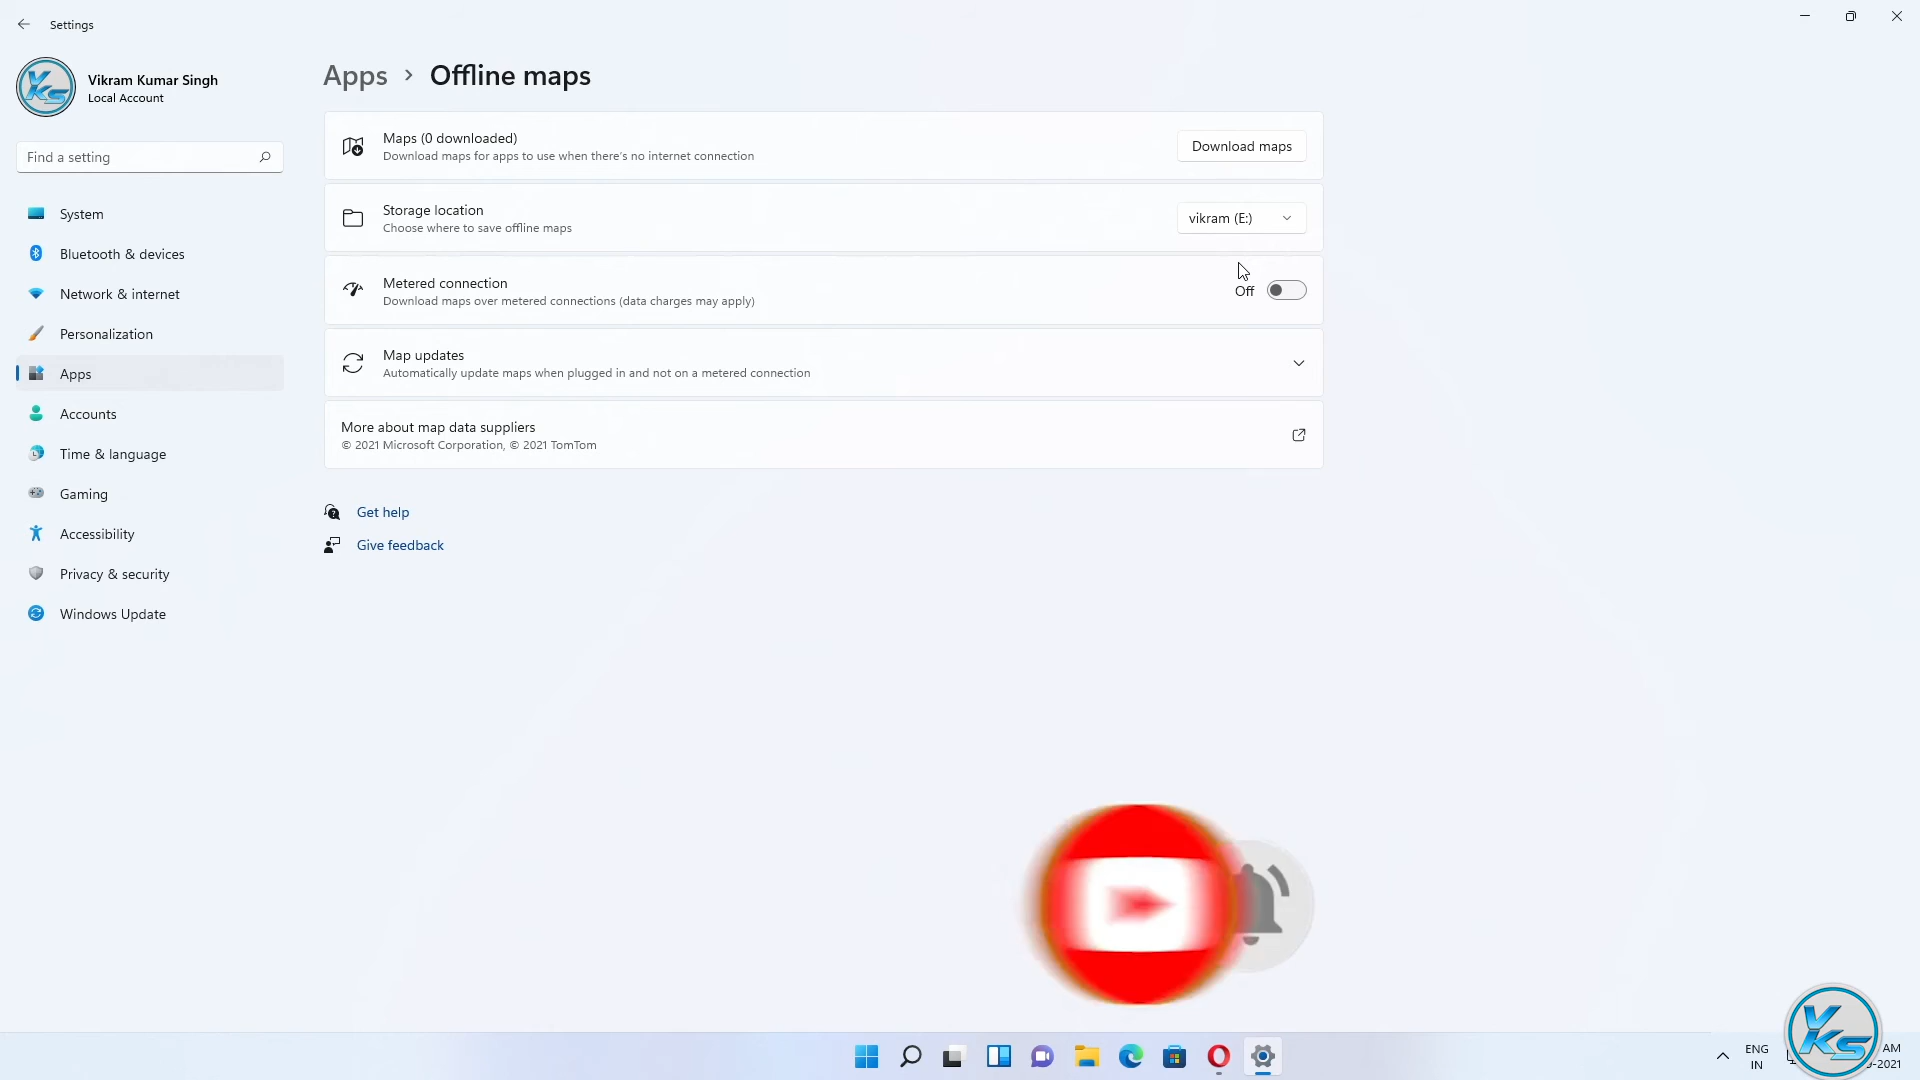 Settings
Vikram Kumar Singh
Local Account
Find a setting
System
Bluetooth & devices
Network & internet
Personalization
Apps
Accounts
Time & language
Gaming
Accessibility
Privacy & security
Windows Update
Apps > Offline maps
Maps (0 downloaded)
Download maps for apps to use when there's no internet connection
Download maps
Storage location
Choose where to save offline maps
vikram (E:)
Metered connection
Download maps over metered connections (data charges may apply)
Off
Map updates
Automatically update maps when plugged in and not on a metered connection
More about map data suppliers
© 2021 Microsoft Corporation, © 2021 TomTom
Get help
Give feedback
ENG
IN
AM
-2021
YKS
YKS